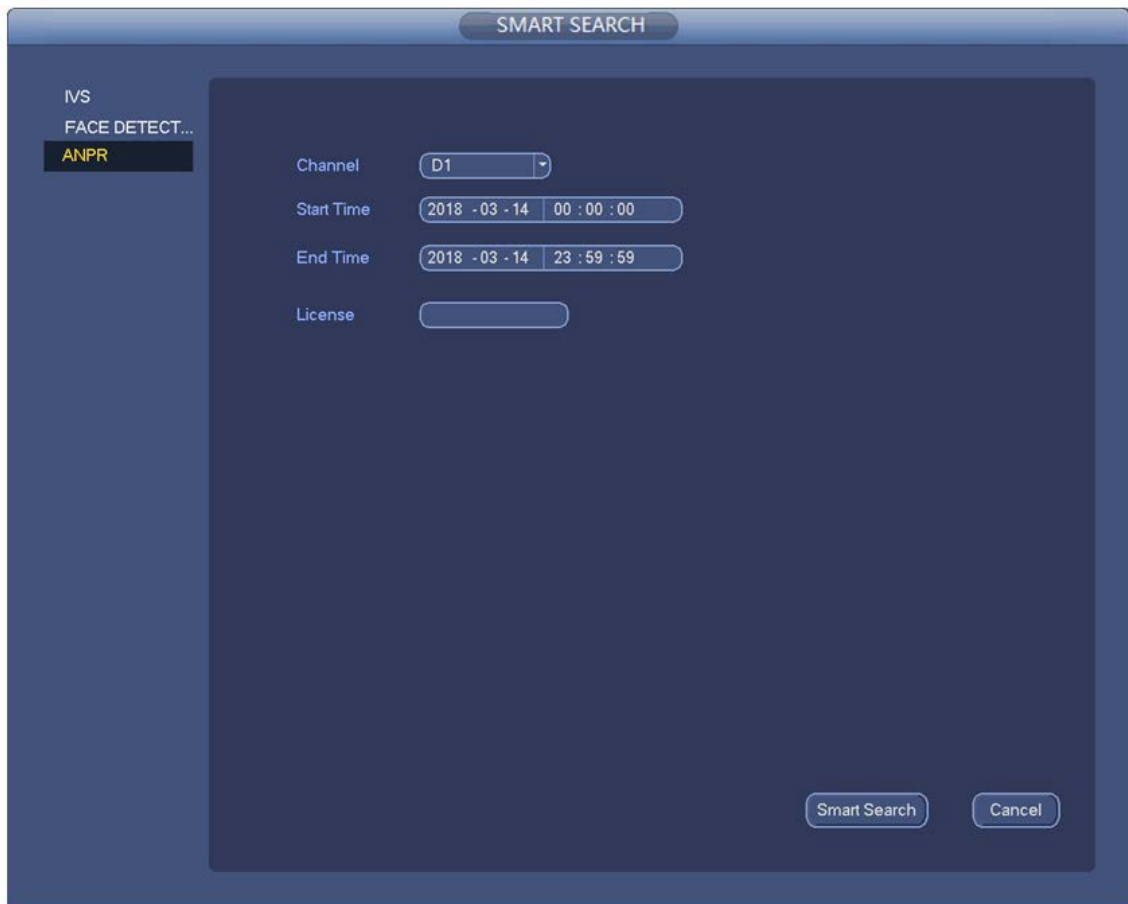 SMART SEARCH
IVS
FACE DETECT...
ANPR
Channel D1
Start Time 2018 - 03 - 14 00 : 00 : 00
End Time 2018 - 03 - 14 23 : 59 : 59
License
Smart Search Cancel